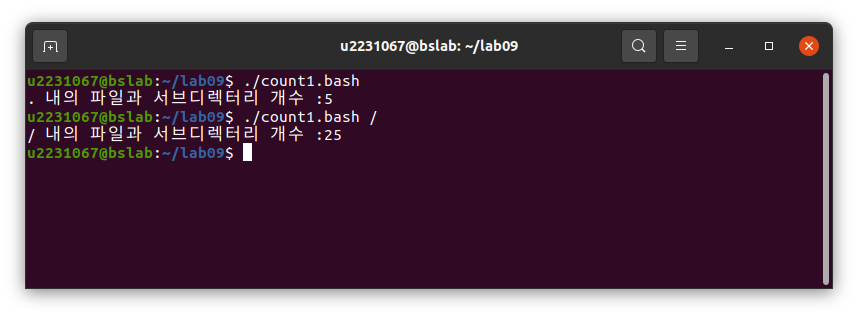 u2231067@bslab: ~/lab09
u2231067@bslab:~/lab09$ ./count1.bash
. 내의 파일과 서브디렉터리 개수 :5
u2231067@bslab:~/lab09$ ./count1.bash /
/ 내의 파일과 서브디렉터리 개수 :25
u2231067@bslab:~/lab09$